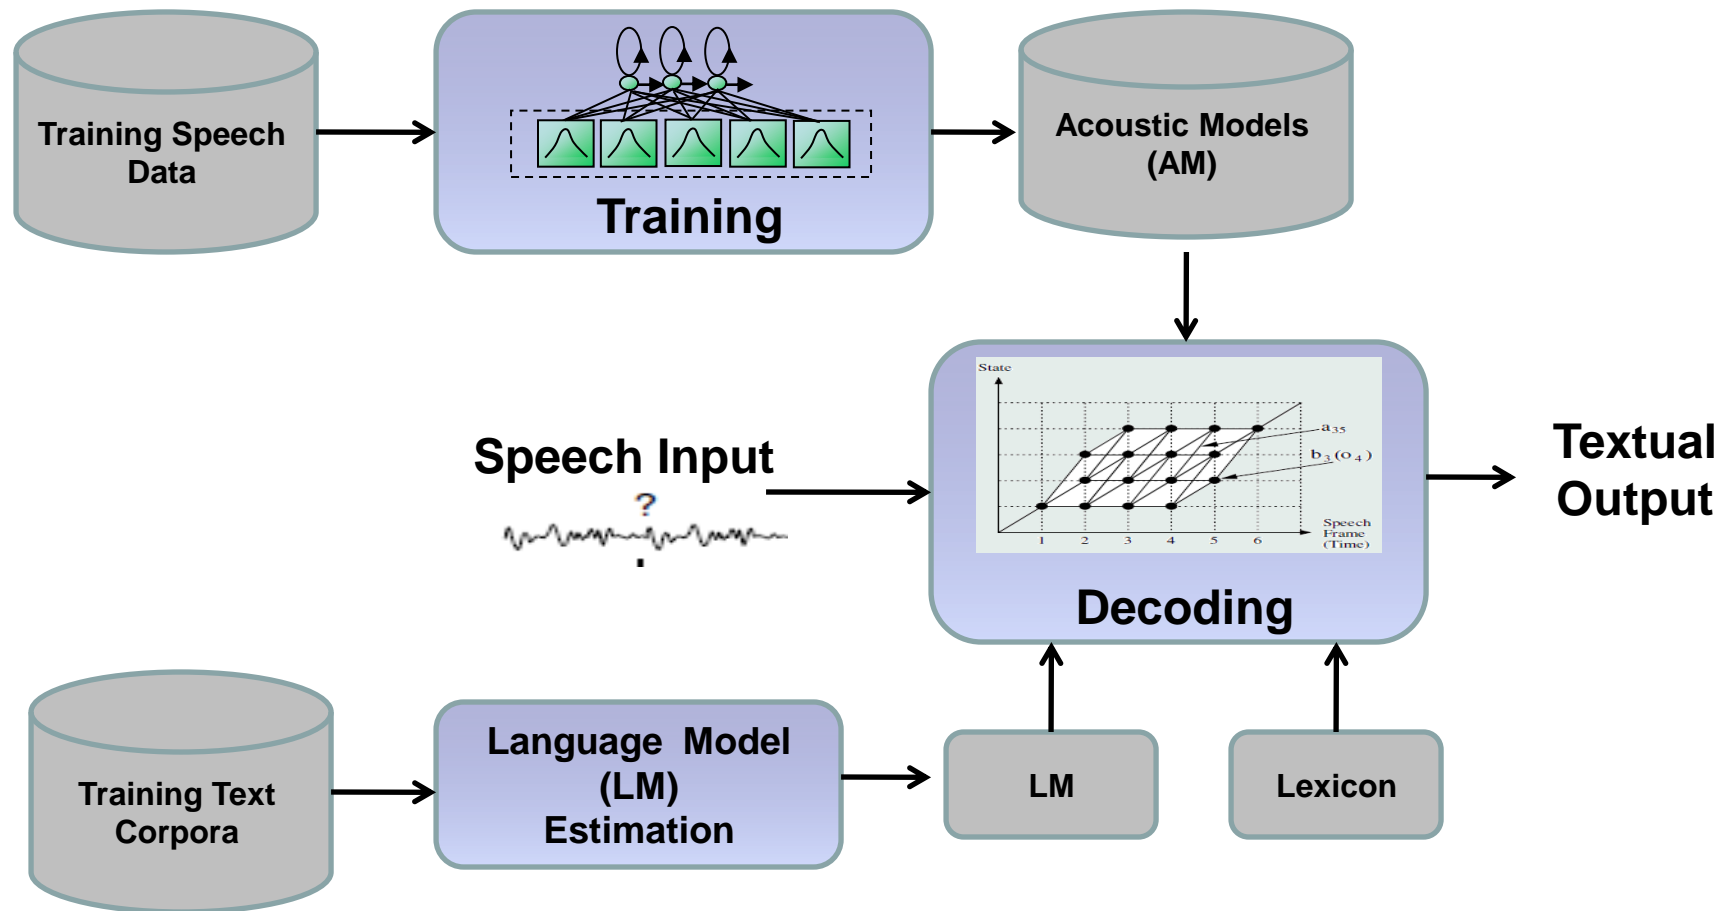 Training Speech
Data
Training
Acoustic Models
(AM)
State
a35
b3(o4)
Speech
Frame
(Time)
1 2 3 4 5 6
Decoding
Speech Input
?
Textual
Output
Training Text
Corpora
Language Model
(LM)
Estimation
LM
Lexicon